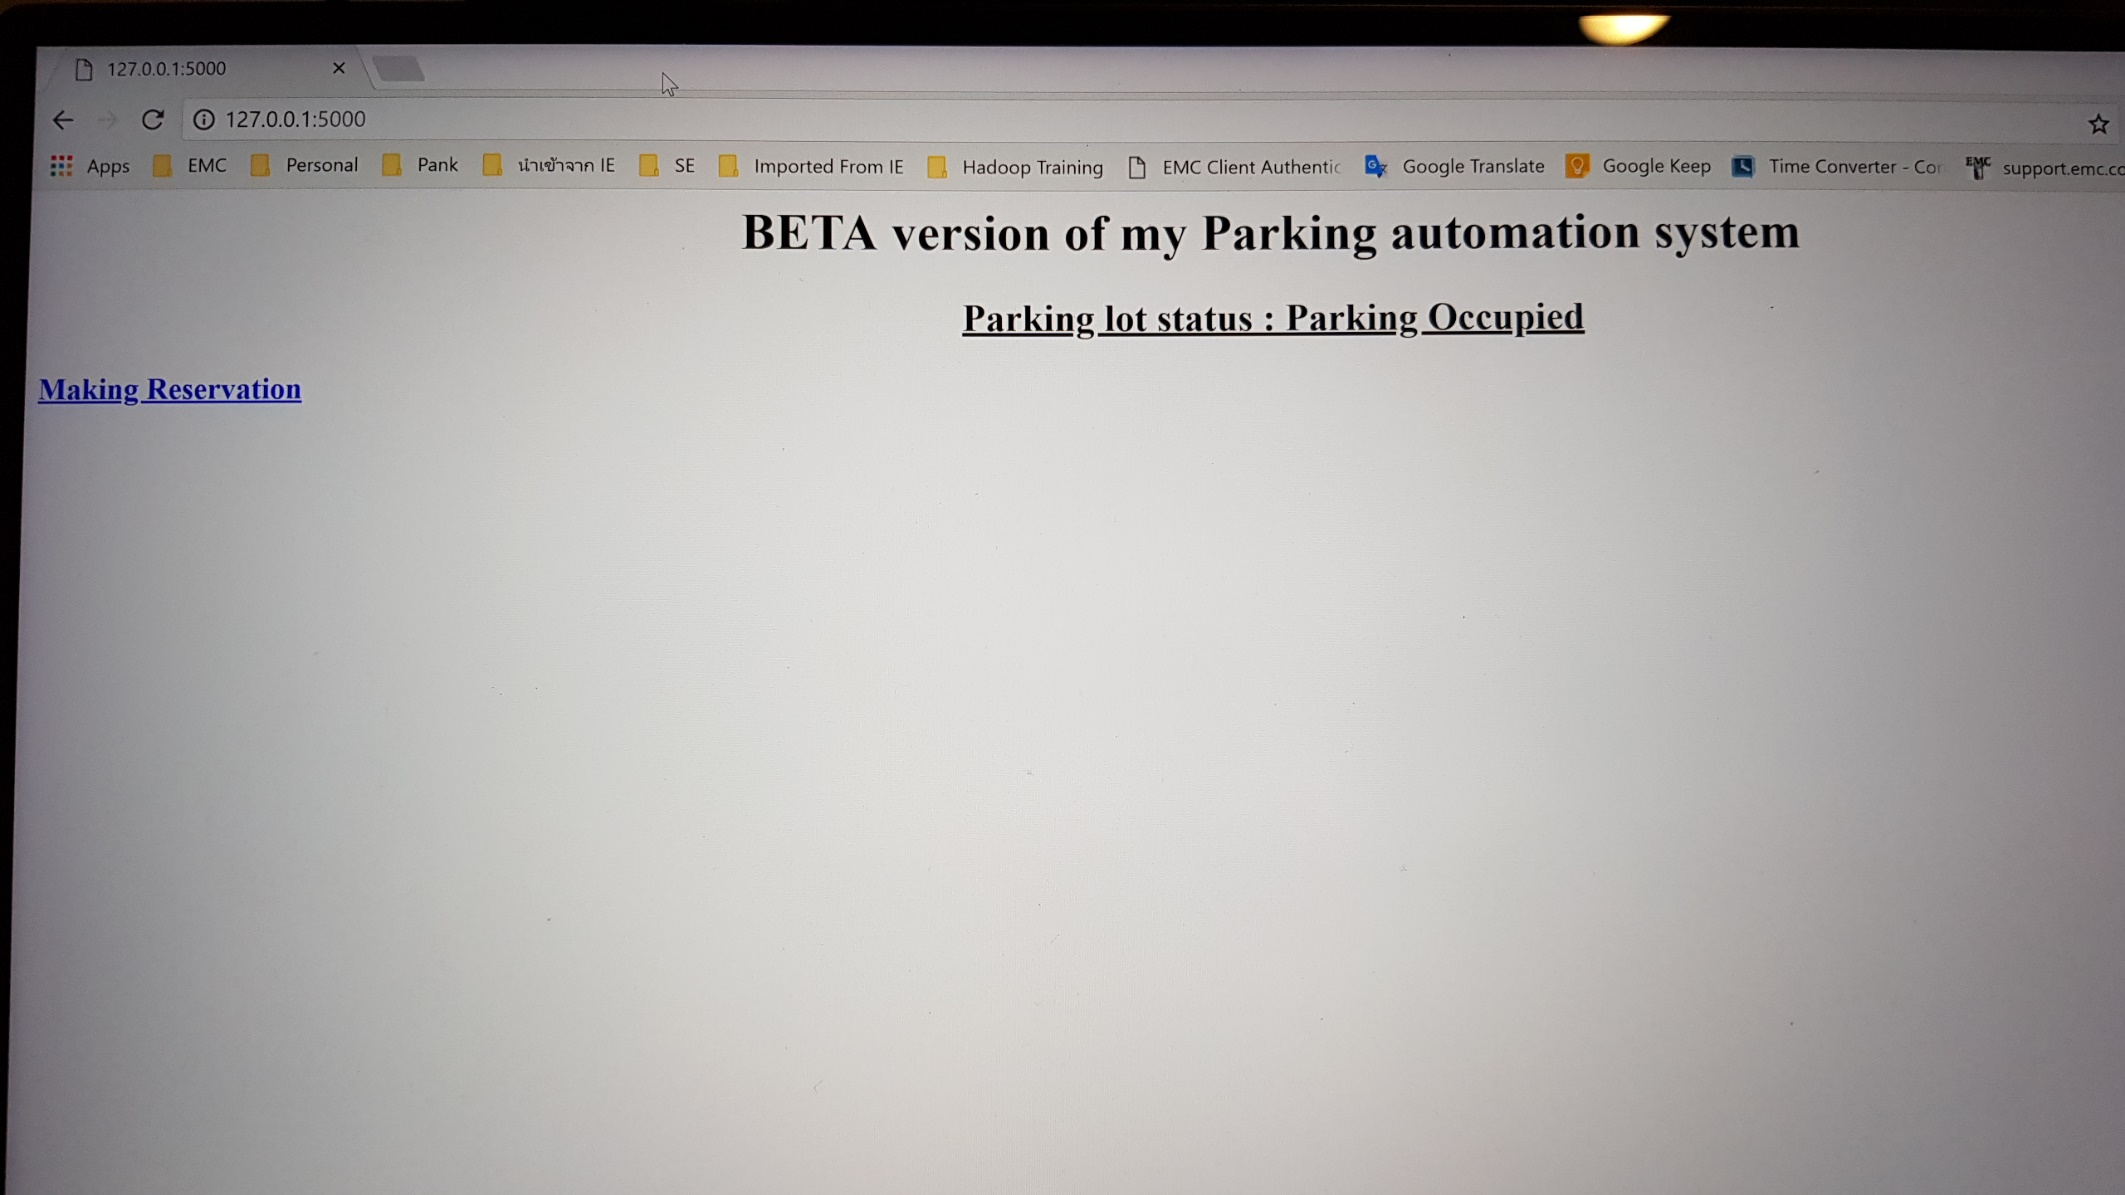 127.0.0.1:5000
127.0.0.1:5000
Apps EMC Personal Pank นำเข้าจาก IE SE Imported From IE Hadoop Training EMC Client Authentic Google Translate Google Keep Time Converter - Cor EMC support.emc.co
BETA version of my Parking automation system
Parking lot status : Parking Occupied
Making Reservation